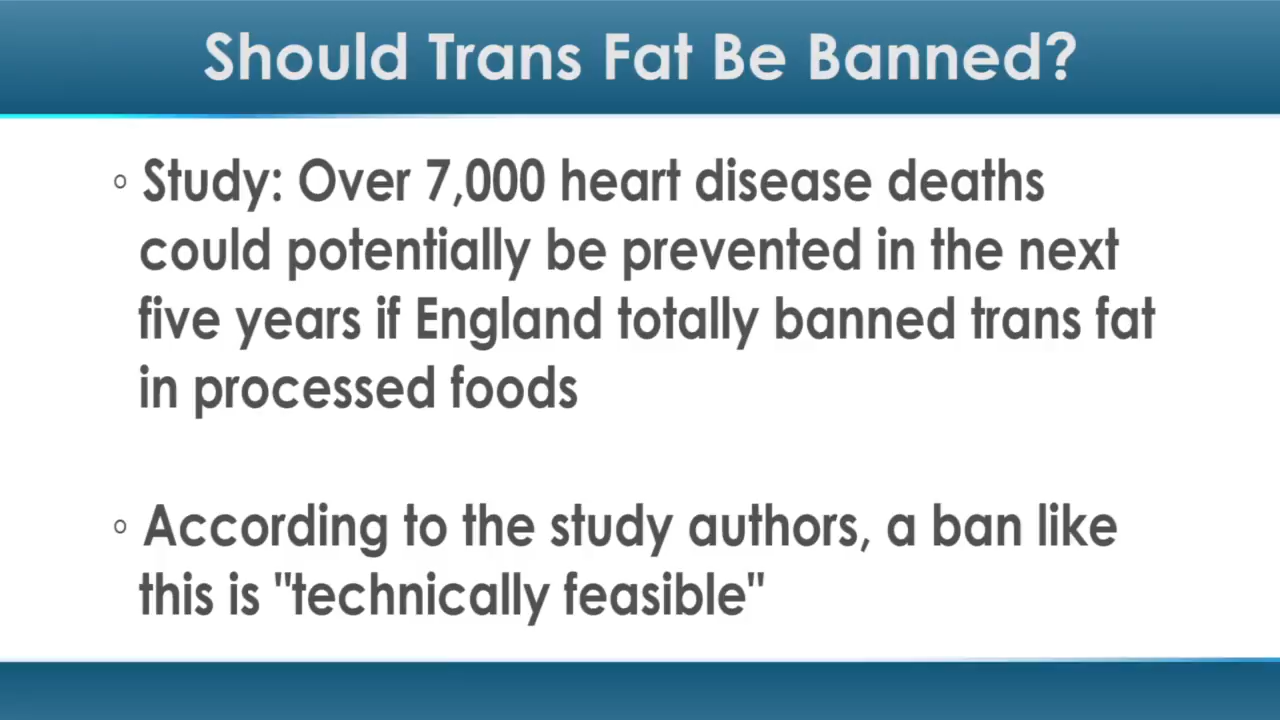 Should Trans Fat Be Banned?
◦ Study: Over 7,000 heart disease deaths
could potentially be prevented in the next
five years if England totally banned trans fat
in processed foods
◦ According to the study authors, a ban like
this is "technically feasible"